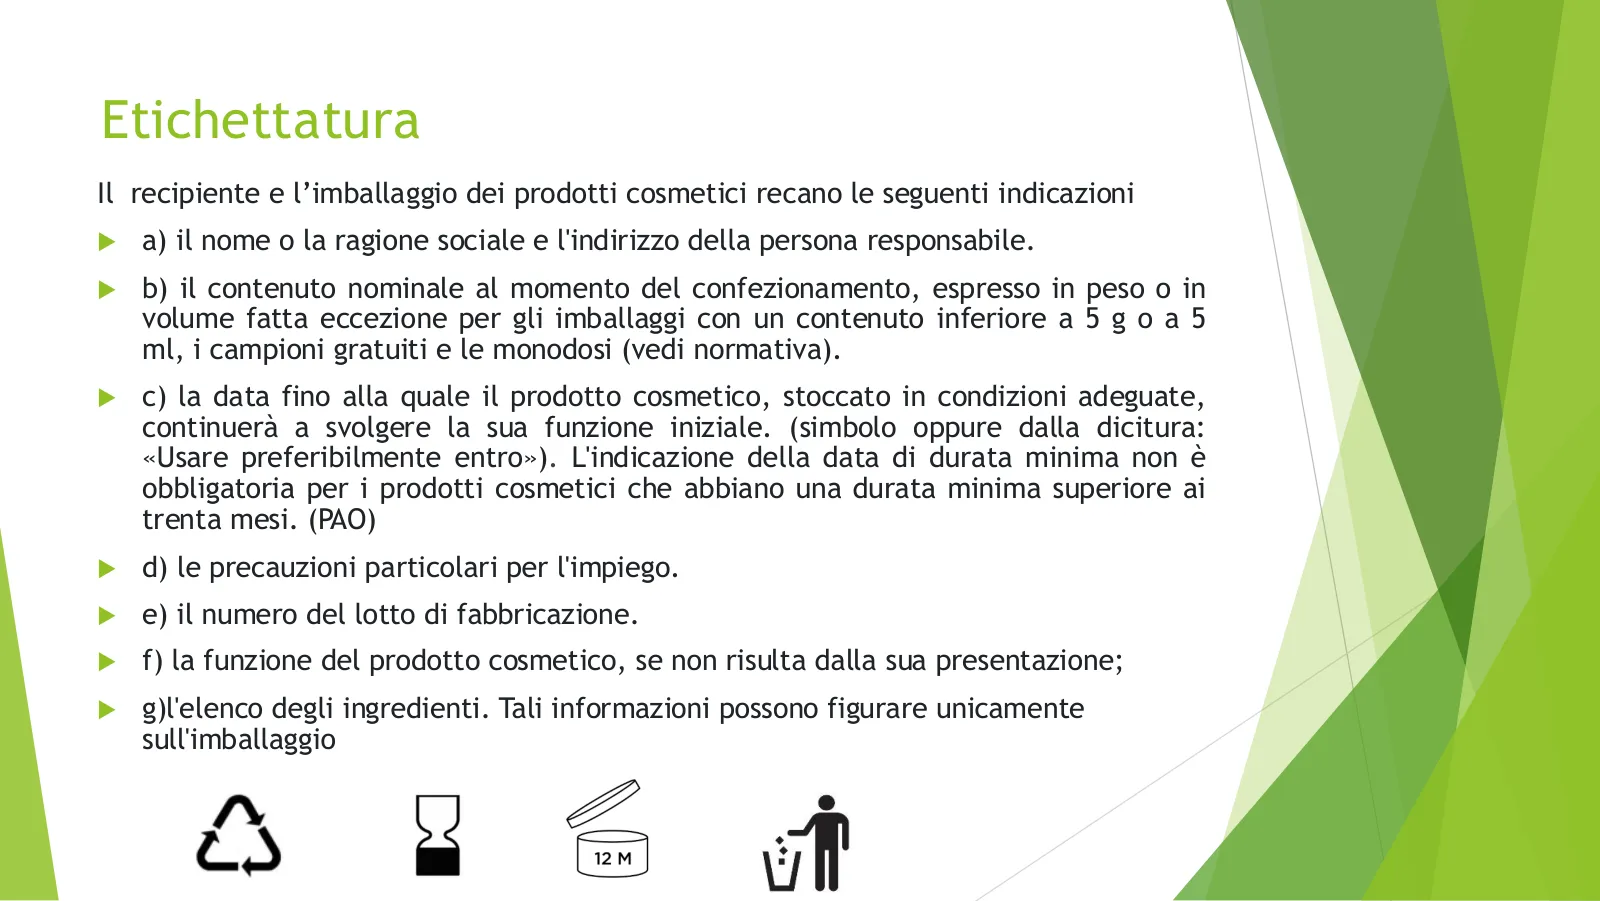 Etichettatura
Il recipiente e l’imballaggio dei prodotti cosmetici recano le seguenti indicazioni
a) il nome o la ragione sociale e l'indirizzo della persona responsabile.
b) il contenuto nominale al momento del confezionamento, espresso in peso o in
volume fatta eccezione per gli imballaggi con un contenuto inferiore a 5 g o a 5
ml, i campioni gratuiti e le monodosi (vedi normativa).
c) la data fino alla quale il prodotto cosmetico, stoccato in condizioni adeguate,
continuerà a svolgere la sua funzione iniziale. (simbolo oppure dalla dicitura:
«Usare preferibilmente entro»). L'indicazione della data di durata minima non è
obbligatoria per i prodotti cosmetici che abbiano una durata minima superiore ai
trenta mesi. (PAO)
d) le precauzioni particolari per l'impiego.
e) il numero del lotto di fabbricazione.
f) la funzione del prodotto cosmetico, se non risulta dalla sua presentazione;
g)l'elenco degli ingredienti. Tali informazioni possono figurare unicamente
sull'imballaggio
12 M